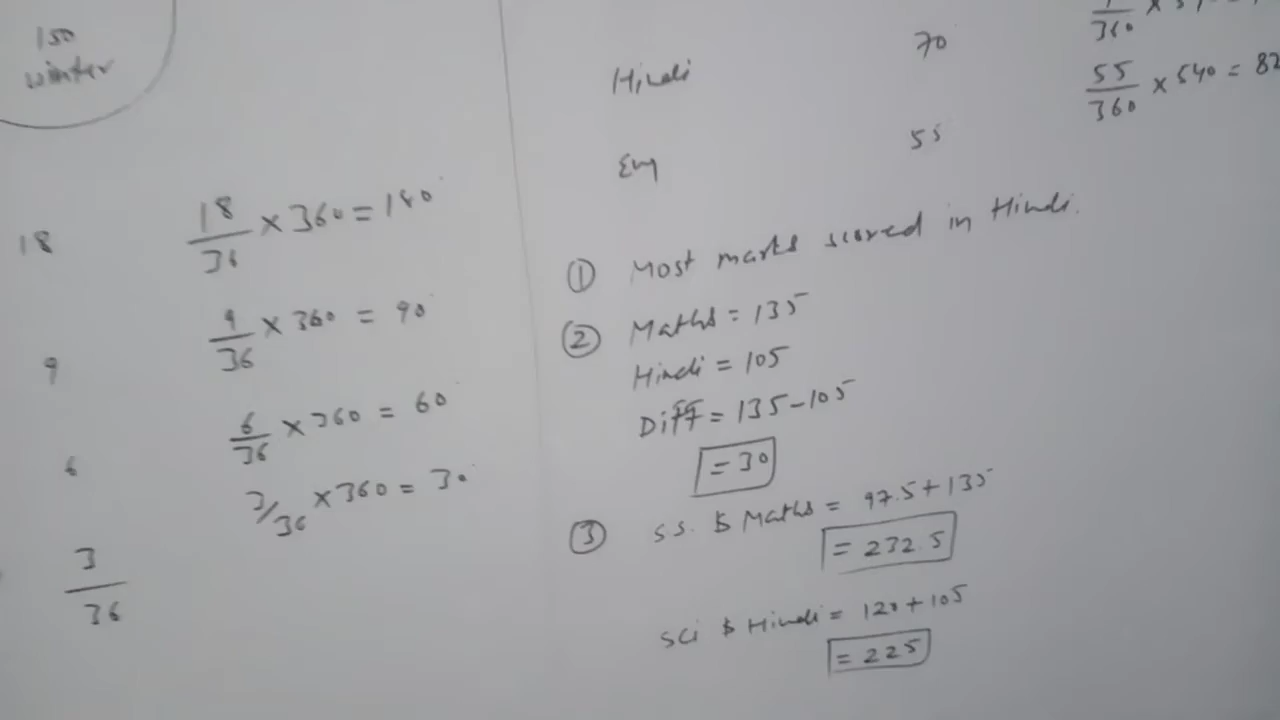 150
winter
18 18/36 × 360 = 180°
9 9/36 × 360 = 90°
6 6/36 × 360 = 60°
3/36 × 360 = 30°
3
36
Hindi 70
Eng 55
360
55/360 × 540 = 82
① Most marks scored in Hindi.
② Maths = 135
Hindi = 105
Diff = 135-105
= 30
③ S.S. & Maths = 97.5+135
= 232.5
Sci & Hindi = 120+105
= 225